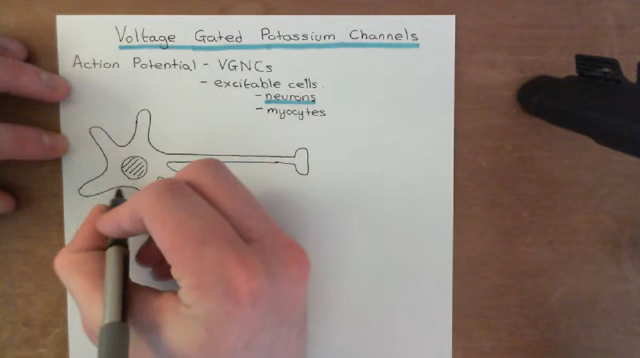 Voltage Gated Potassium Channels
Action Potential - VGNCs
- excitable cells.
- neurons
- myocytes